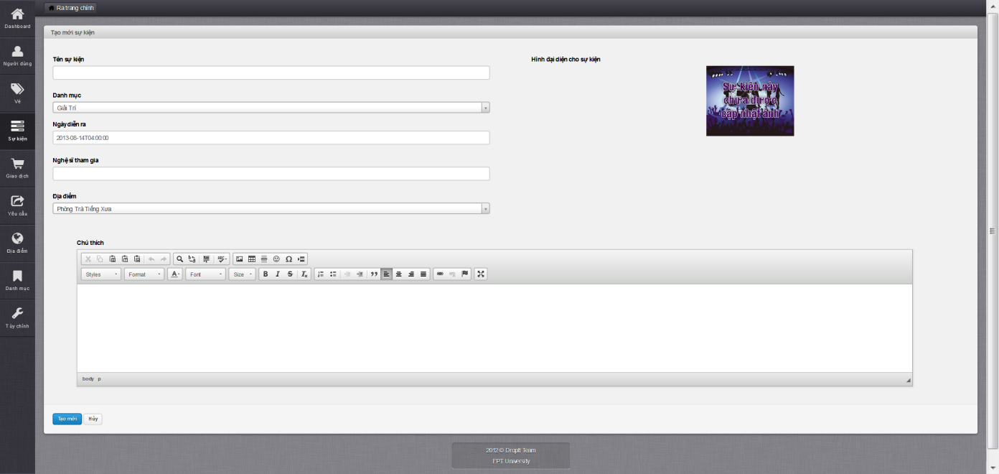 Ra trang chính
Dashboard
Người dùng
Vé
Sự kiện
Giao dịch
Yêu cầu
Địa điểm
Danh mục
Tùy chỉnh
Tạo mới sự kiện
Tên sự kiện
Danh mục
Giải Trí
Ngày diễn ra
2013-08-14T04:00:00
Nghệ sĩ tham gia
Địa điểm
Phòng Trà Tiếng Xưa
Hình đại diện cho sự kiện
Sự kiện này
chưa được
cập nhật ảnh
Chú thích
Styles Format A Font Size B I S Ix
body p
Tạo mới Hủy
2012 © DropIt Team
FPT University